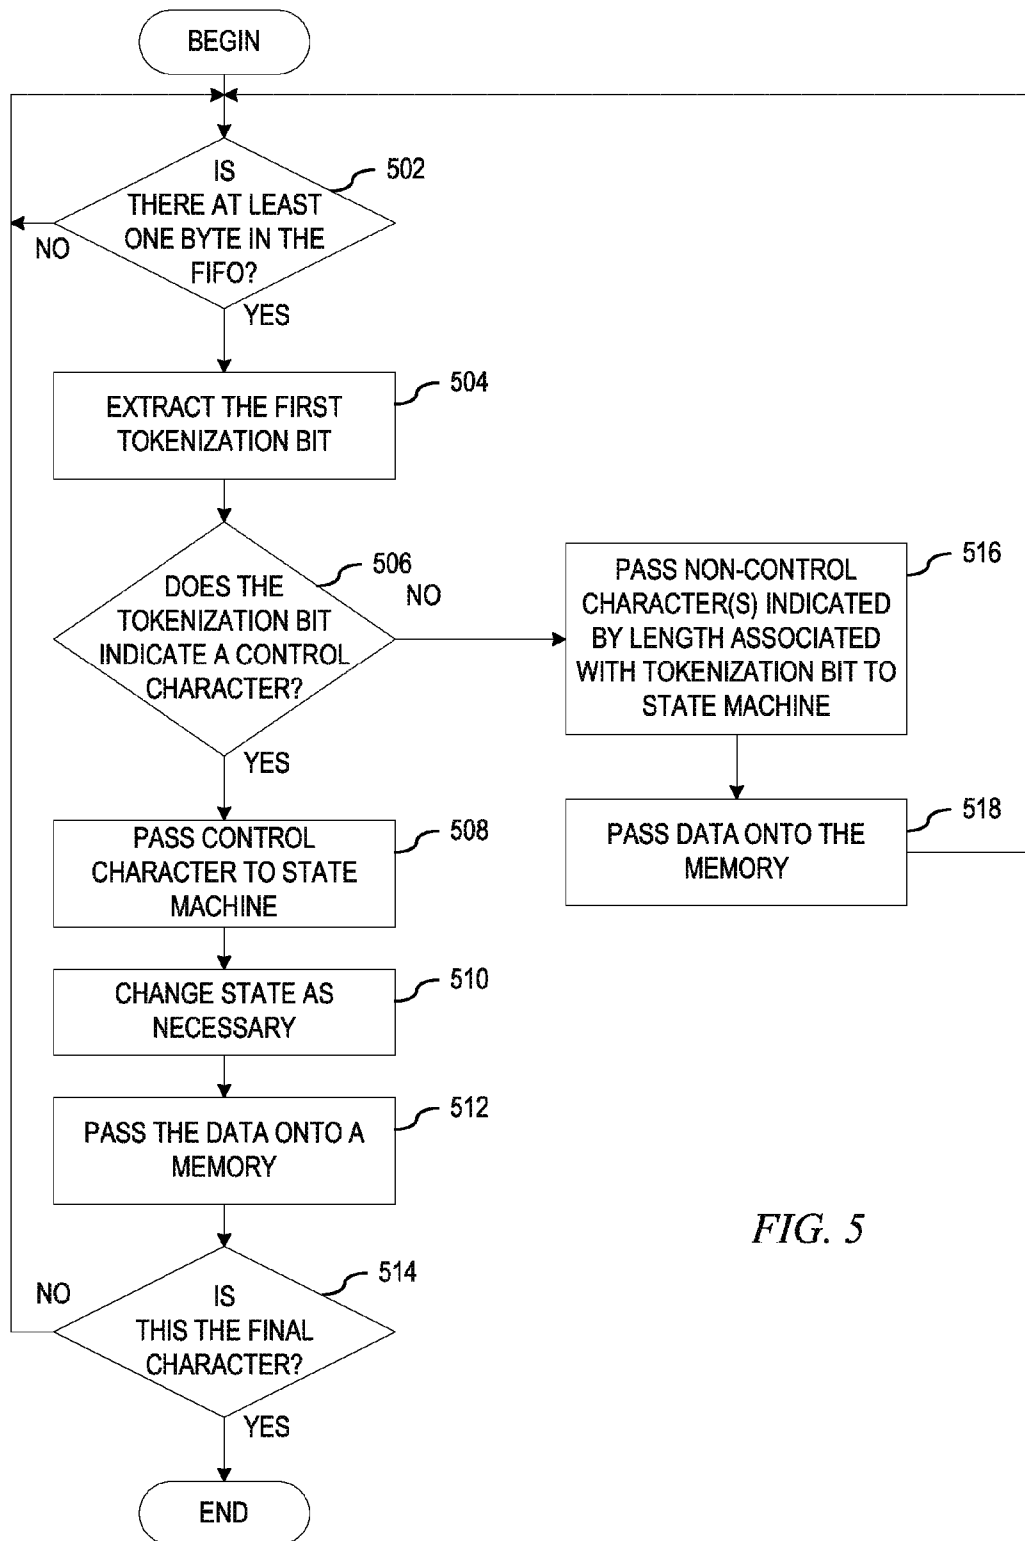 BEGIN
IS
THERE AT LEAST
ONE BYTE IN THE
FIFO?
502
NO
YES
EXTRACT THE FIRST
TOKENIZATION BIT
504
DOES THE
TOKENIZATION BIT
INDICATE A CONTROL
CHARACTER?
506
NO
YES
PASS NON-CONTROL
CHARACTER(S) INDICATED
BY LENGTH ASSOCIATED
WITH TOKENIZATION BIT TO
STATE MACHINE
516
PASS DATA ONTO THE
MEMORY
518
PASS CONTROL
CHARACTER TO STATE
MACHINE
508
CHANGE STATE AS
NECESSARY
510
PASS THE DATA ONTO A
MEMORY
512
IS
THIS THE FINAL
CHARACTER?
514
NO
YES
END
FIG. 5